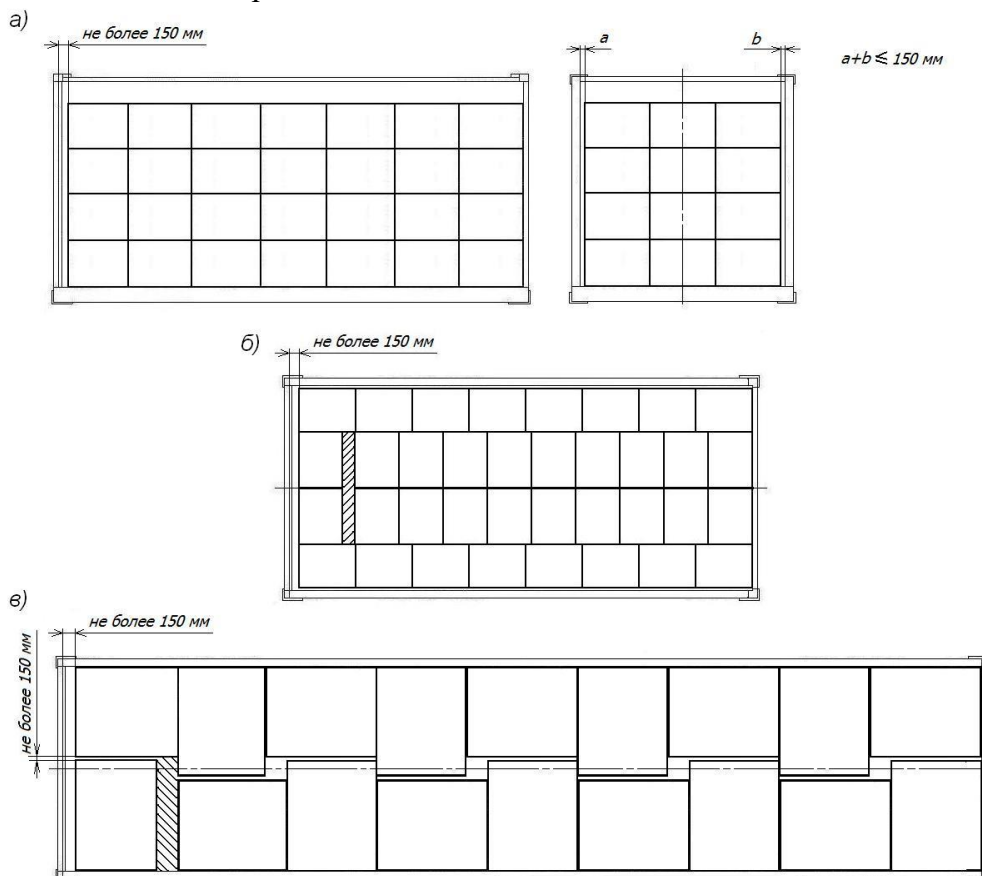 а)
не более 150 мм
a
b
a+b ⩽ 150 мм
б)
не более 150 мм
в)
не более 150 мм
не более 150 мм